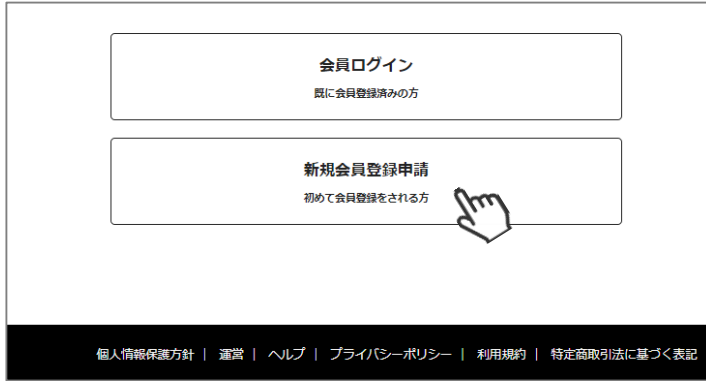 会員ログイン
既に会員登録済みの方
新規会員登録申請
初めて会員登録をされる方
個人情報保護方針 | 運営 | ヘルプ | プライバシーポリシー | 利用規約 | 特定商取引法に基づく表記